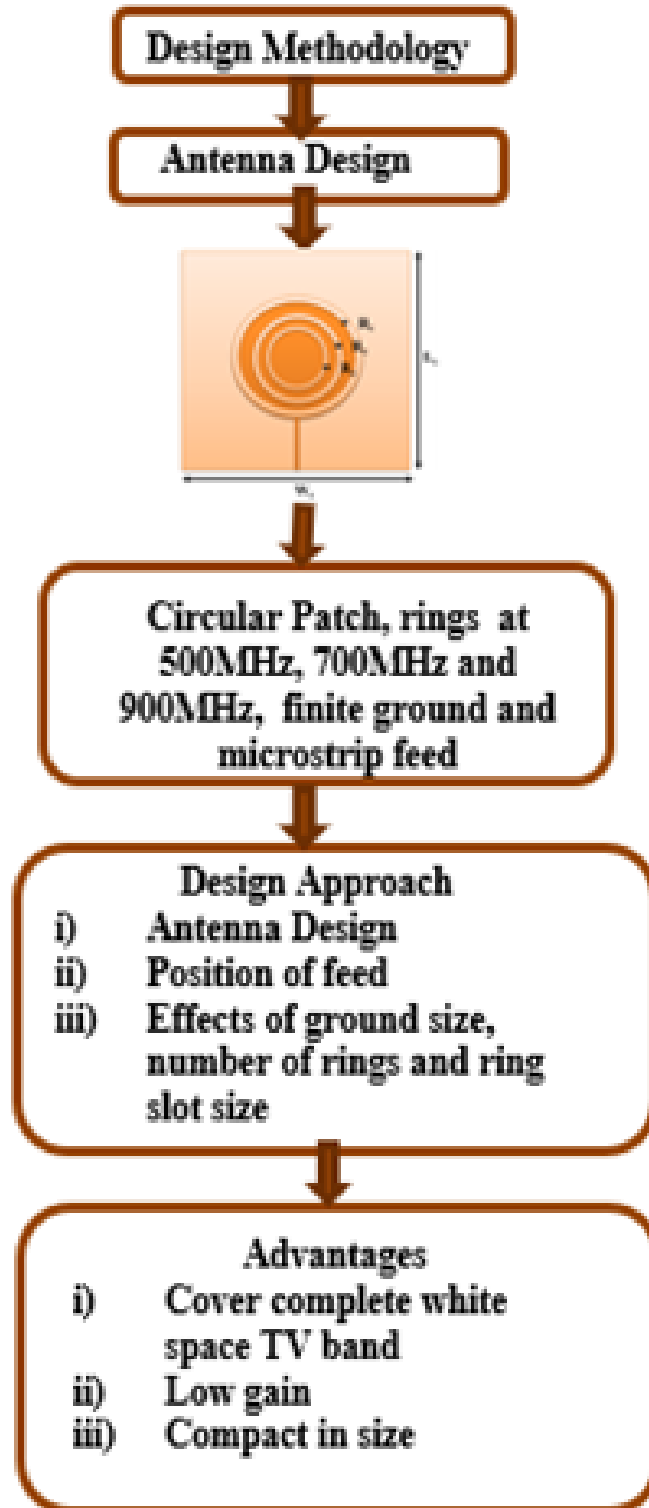 Design Methodology
Antenna Design
Circular Patch, rings at
500MHz, 700MHz and
900MHz, finite ground and
microstrip feed
Design Approach
i) Antenna Design
ii) Position of feed
iii) Effects of ground size,
number of rings and ring
slot size
Advantages
i) Cover complete white
space TV band
ii) Low gain
iii) Compact in size